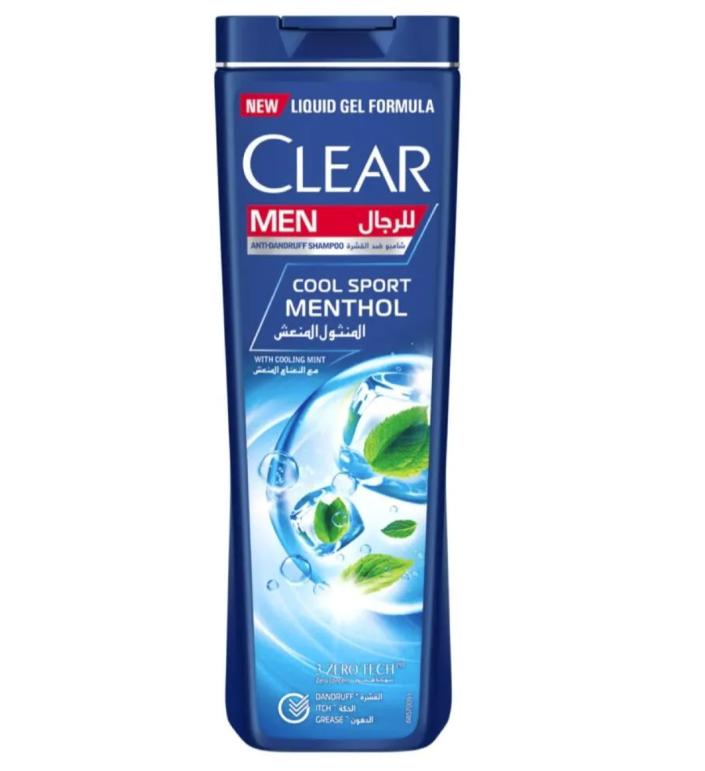 NEW LIQUID GEL FORMULA
CLEAR
MEN للرجال
ANTI-DANDRUFF SHAMPOO شامبو ضد القشرة
COOL SPORT
MENTHOL
المنثول المنعش
WITH COOLING MINT
مع النعناع المنعش
3 ZERO TECH
DANDRUFF* القشرة*
ITCH* الحكة*
GREASE* الدهون*
68570091